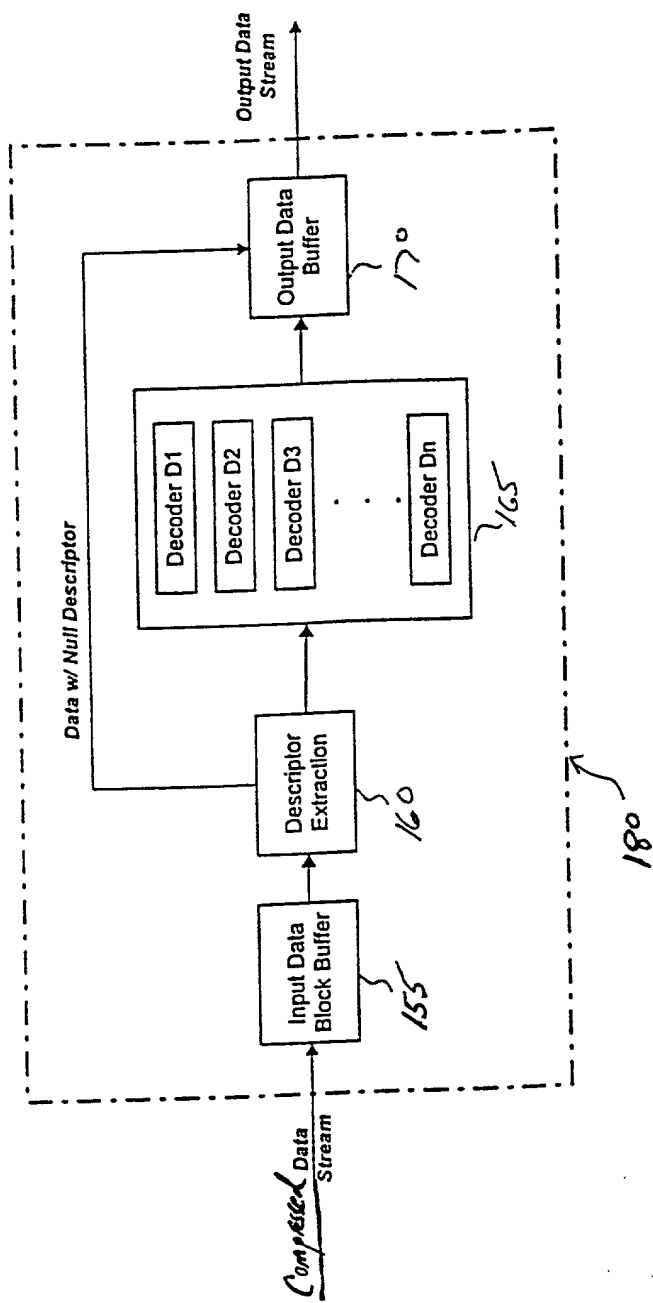 Compressed Data
Stream
Input Data
Block Buffer
155
Descriptor
Extraction
160
Data w/ Null Descriptor
Decoder D1
Decoder D2
Decoder D3
. . .
Decoder Dn
165
Output Data
Buffer
170
Output Data
Stream
180